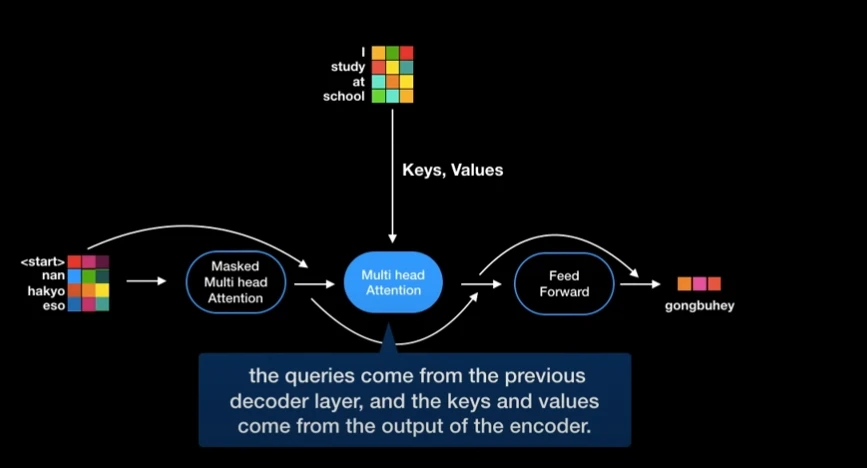 I
study
at
school
Keys, Values
<start>
nan
hakyo
eso
Masked
Multi head
Attention
Multi head
Attention
Feed
Forward
gongbuhey
the queries come from the previous
decoder layer, and the keys and values
come from the output of the encoder.